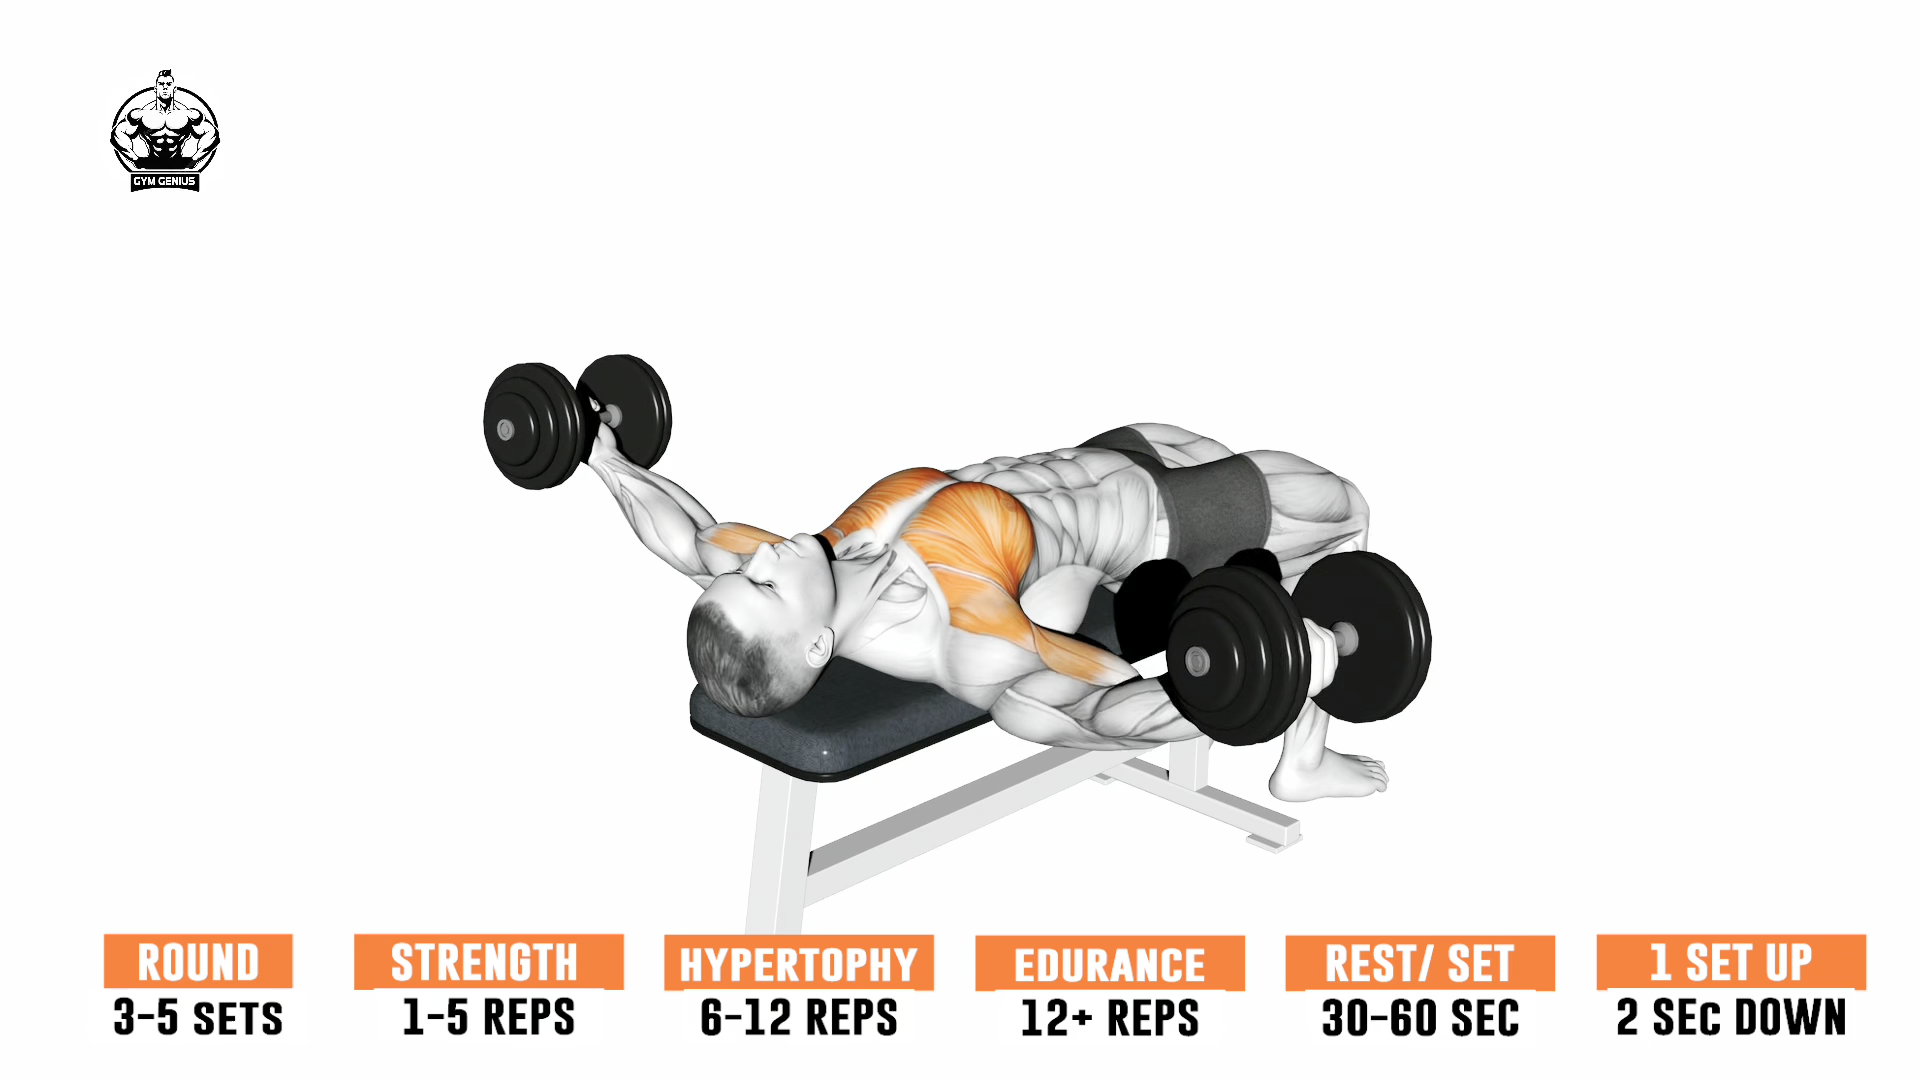 GYM GENIUS
ROUND
3-5 SETS
STRENGTH
1-5 REPS
HYPERTOPHY
6-12 REPS
EDURANCE
12+ REPS
REST/ SET
30-60 SEC
1 SET UP
2 SEc DOWN